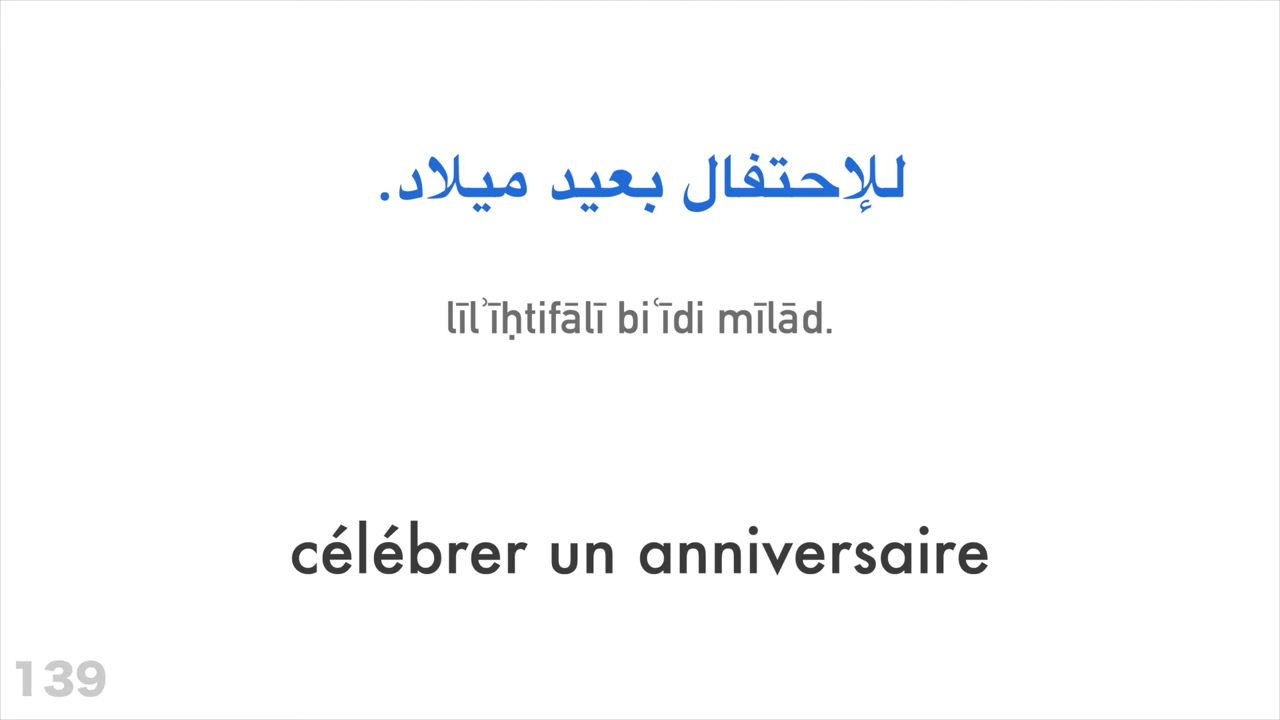 للإحتفال بعيد ميلاد.
līlʾīḥtifālī biʿīdi mīlād.
célébrer un anniversaire
139